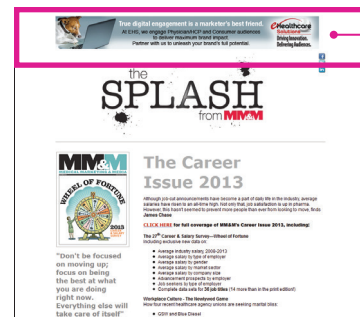 True digital engagement is a marketer's best friend.
At EHS, we engage Physician/HCP and Consumer audiences
to deliver maximum brand impact.
Partner with us to unleash your brand's full potential.
eHealthcare
Solutions
Driving Innovation.
Delivering Audiences.
the
SPLASH
from MM&M
MM&M
MEDICAL MARKETING & MEDIA
WHEEL OF FORTUNE
The Career
Issue 2013
Although job cut announcements have become a part of daily life in the industry, average
salaries have risen to an all-time high. Not only that, job satisfaction is up in pharma.
However, this hasn't seemed to prevent more people than ever from looking to move, finds
James Chase
CLICK HERE for full coverage of MM&M's Career Issue 2013, including:
The 27th Career & Salary Survey—Wheel of Fortune
Including exclusive new data on:
Average industry salary, 2008-2013
Average salary by type of employer
Average salary by gender
Average salary by market sector
Average salary by company size
Advancement prospects by employer
Job seekers by type of employer
Complete data for 36 job titles (14 more than in the print edition!)
Workplace Culture - The Newlywed Game
How four recent healthcare agency unions are seeking marital bliss:
GSW and Blue Diesel
"Don't be focused
on moving up;
focus on being
the best at what
you are doing
right now.
Everything else will
take care of itself"